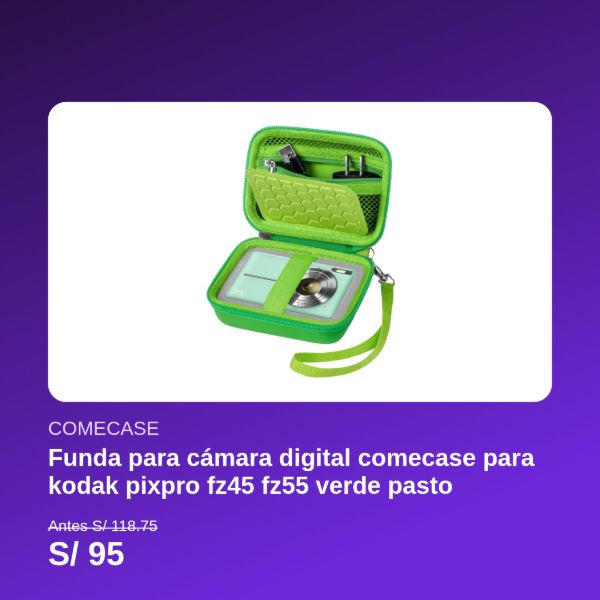 COMECASE
Funda para cámara digital comecase para
kodak pixpro fz45 fz55 verde pasto
Antes S/ 118.75
S/ 95